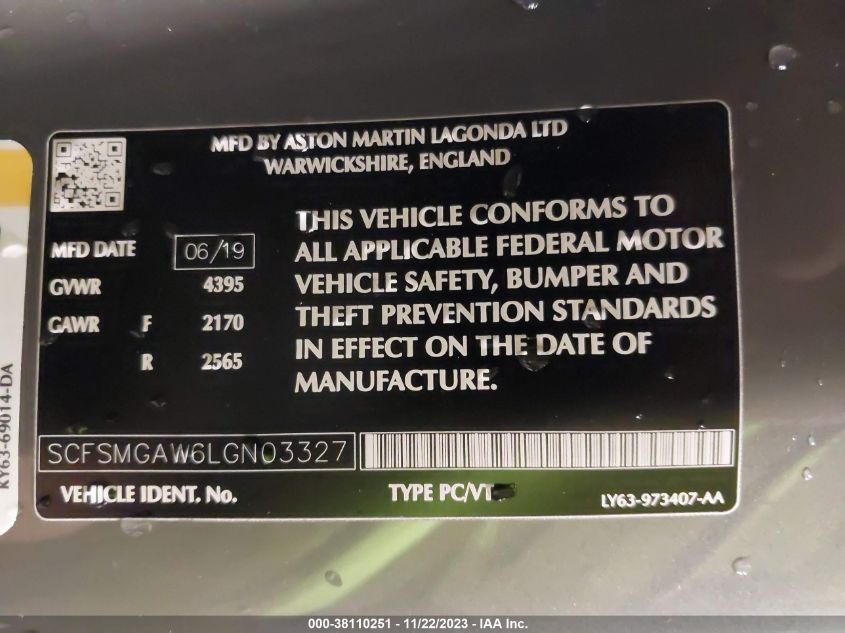 MFD BY ASTON MARTIN LAGONDA LTD
WARWICKSHIRE, ENGLAND
MFD DATE 06/19
GVWR 4395
GAWR F 2170
R 2565
THIS VEHICLE CONFORMS TO
ALL APPLICABLE FEDERAL MOTOR
VEHICLE SAFETY, BUMPER AND
THEFT PREVENTION STANDARDS
IN EFFECT ON THE DATE OF
MANUFACTURE.
SCFSMGAW6LGN03327
VEHICLE IDENT. No.
TYPE PC/VT
LY63-973407-AA
KY63-69014-DA
000-38110251 - 11/22/2023 - IAA Inc.